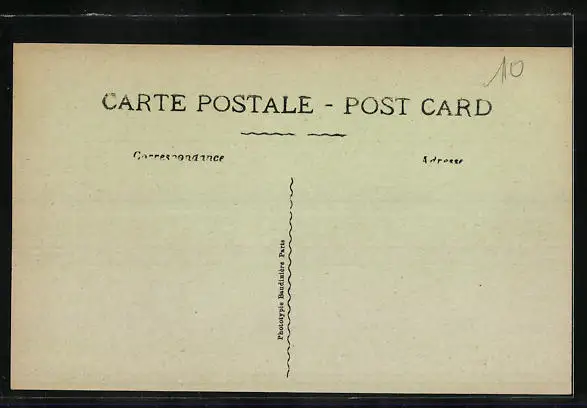 10
CARTE POSTALE - POST CARD
Correspondance
Adresse
Phototypie Baudinière Paris